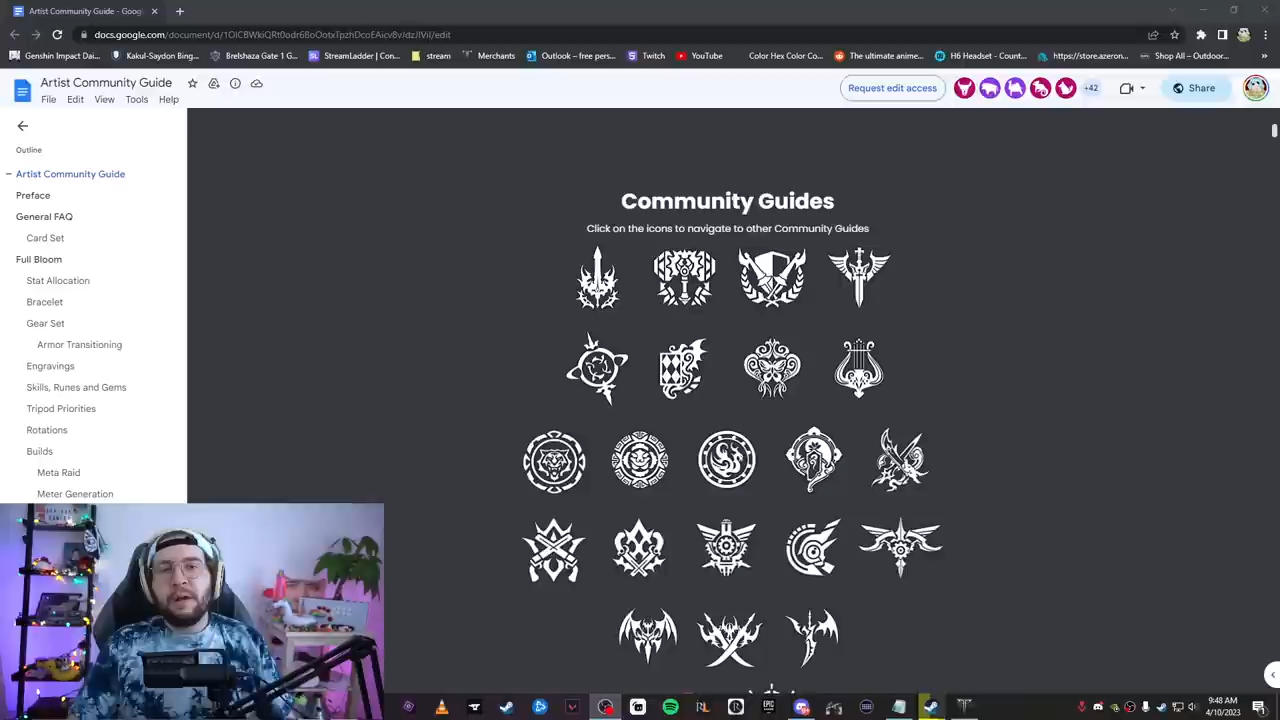 Artist Community Guide - Googl
docs.google.com/document/d/
Genshin Impact Dai...
Kakul-Saydon Bing...
Brelshaza Gate 1 G...
StreamLadder | Con...
stream
Merchants
Outlook – free pers...
Twitch
YouTube
Color Hex Color Co...
The ultimate anime...
H6 Headset - Count...
https://store.azeron...
Shop All – Outdoor...
Artist Community Guide
File Edit View Tools Help
Request edit access
+42
Share
Outline
Artist Community Guide
Preface
General FAQ
Card Set
Full Bloom
Stat Allocation
Bracelet
Gear Set
Armor Transitioning
Engravings
Skills, Runes and Gems
Tripod Priorities
Rotations
Builds
Meta Raid
Meter Generation
Community Guides
Click on the icons to navigate to other Community Guides
EPIC
9:48 AM
4/10/2023